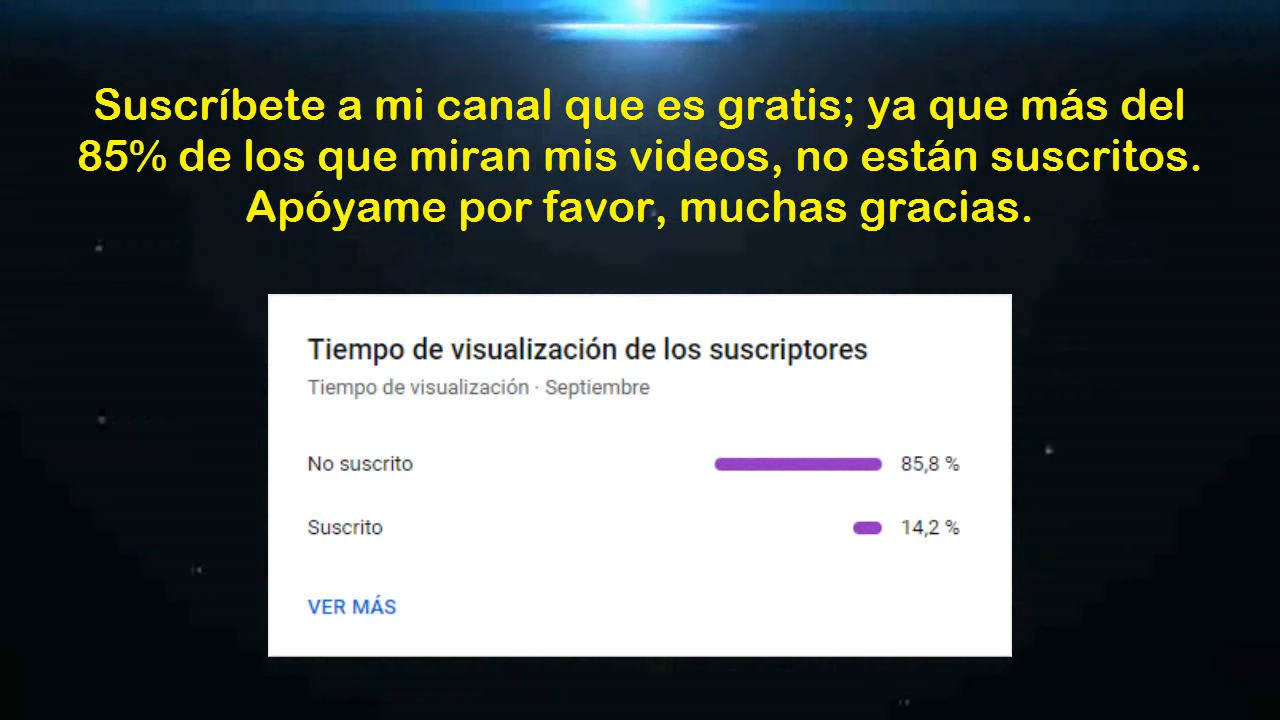 Suscríbete a mi canal que es gratis; ya que más del
85% de los que miran mis videos, no están suscritos.
Apóyame por favor, muchas gracias.
Tiempo de visualización de los suscriptores
Tiempo de visualización · Septiembre
No suscrito 85,8 %
Suscrito 14,2 %
VER MÁS